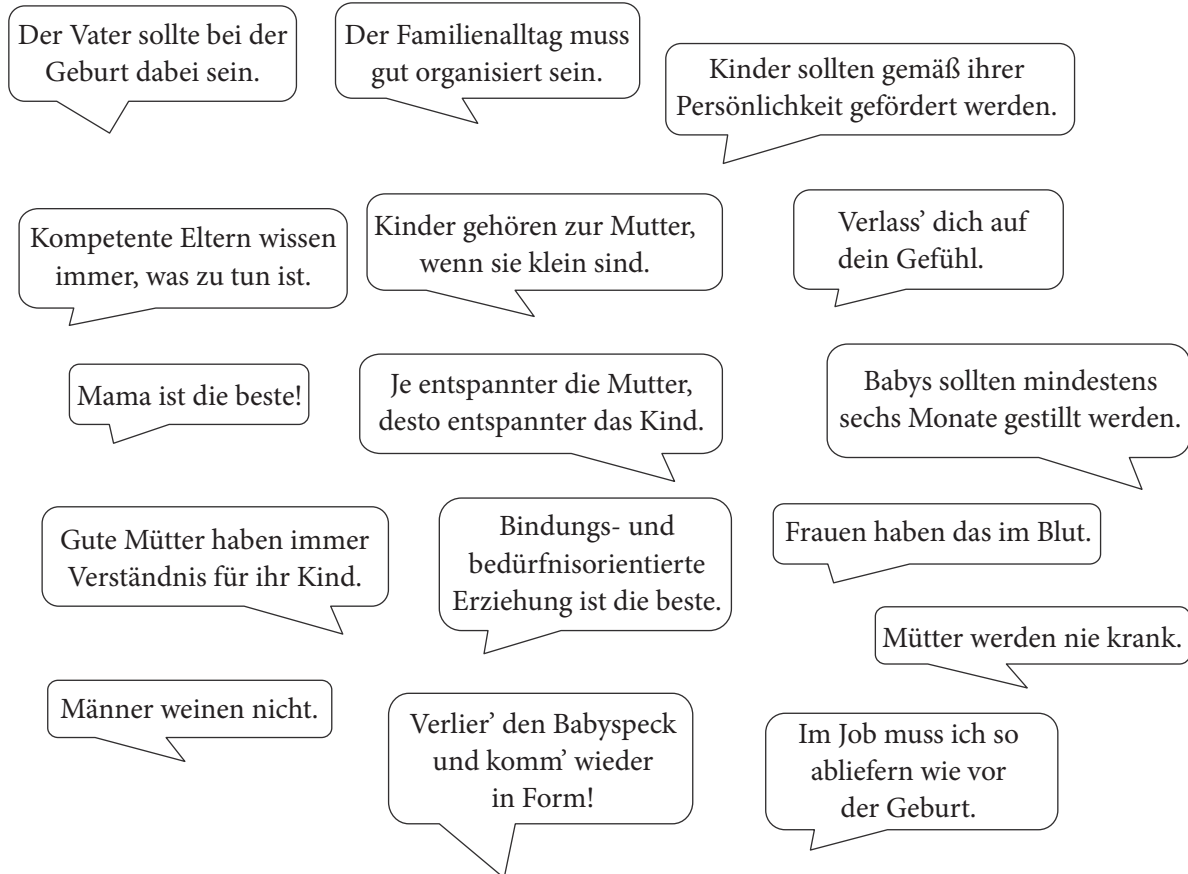 Der Vater sollte bei der
Geburt dabei sein.
Der Familienalltag muss
gut organisiert sein.
Kinder sollten gemäß ihrer
Persönlichkeit gefördert werden.
Kompetente Eltern wissen
immer, was zu tun ist.
Kinder gehören zur Mutter,
wenn sie klein sind.
Verlass’ dich auf
dein Gefühl.
Mama ist die beste!
Je entspannter die Mutter,
desto entspannter das Kind.
Babys sollten mindestens
sechs Monate gestillt werden.
Gute Mütter haben immer
Verständnis für ihr Kind.
Bindungs- und
bedürfnisorientierte
Erziehung ist die beste.
Frauen haben das im Blut.
Mütter werden nie krank.
Männer weinen nicht.
Verlier’ den Babyspeck
und komm’ wieder
in Form!
Im Job muss ich so
abliefern wie vor
der Geburt.